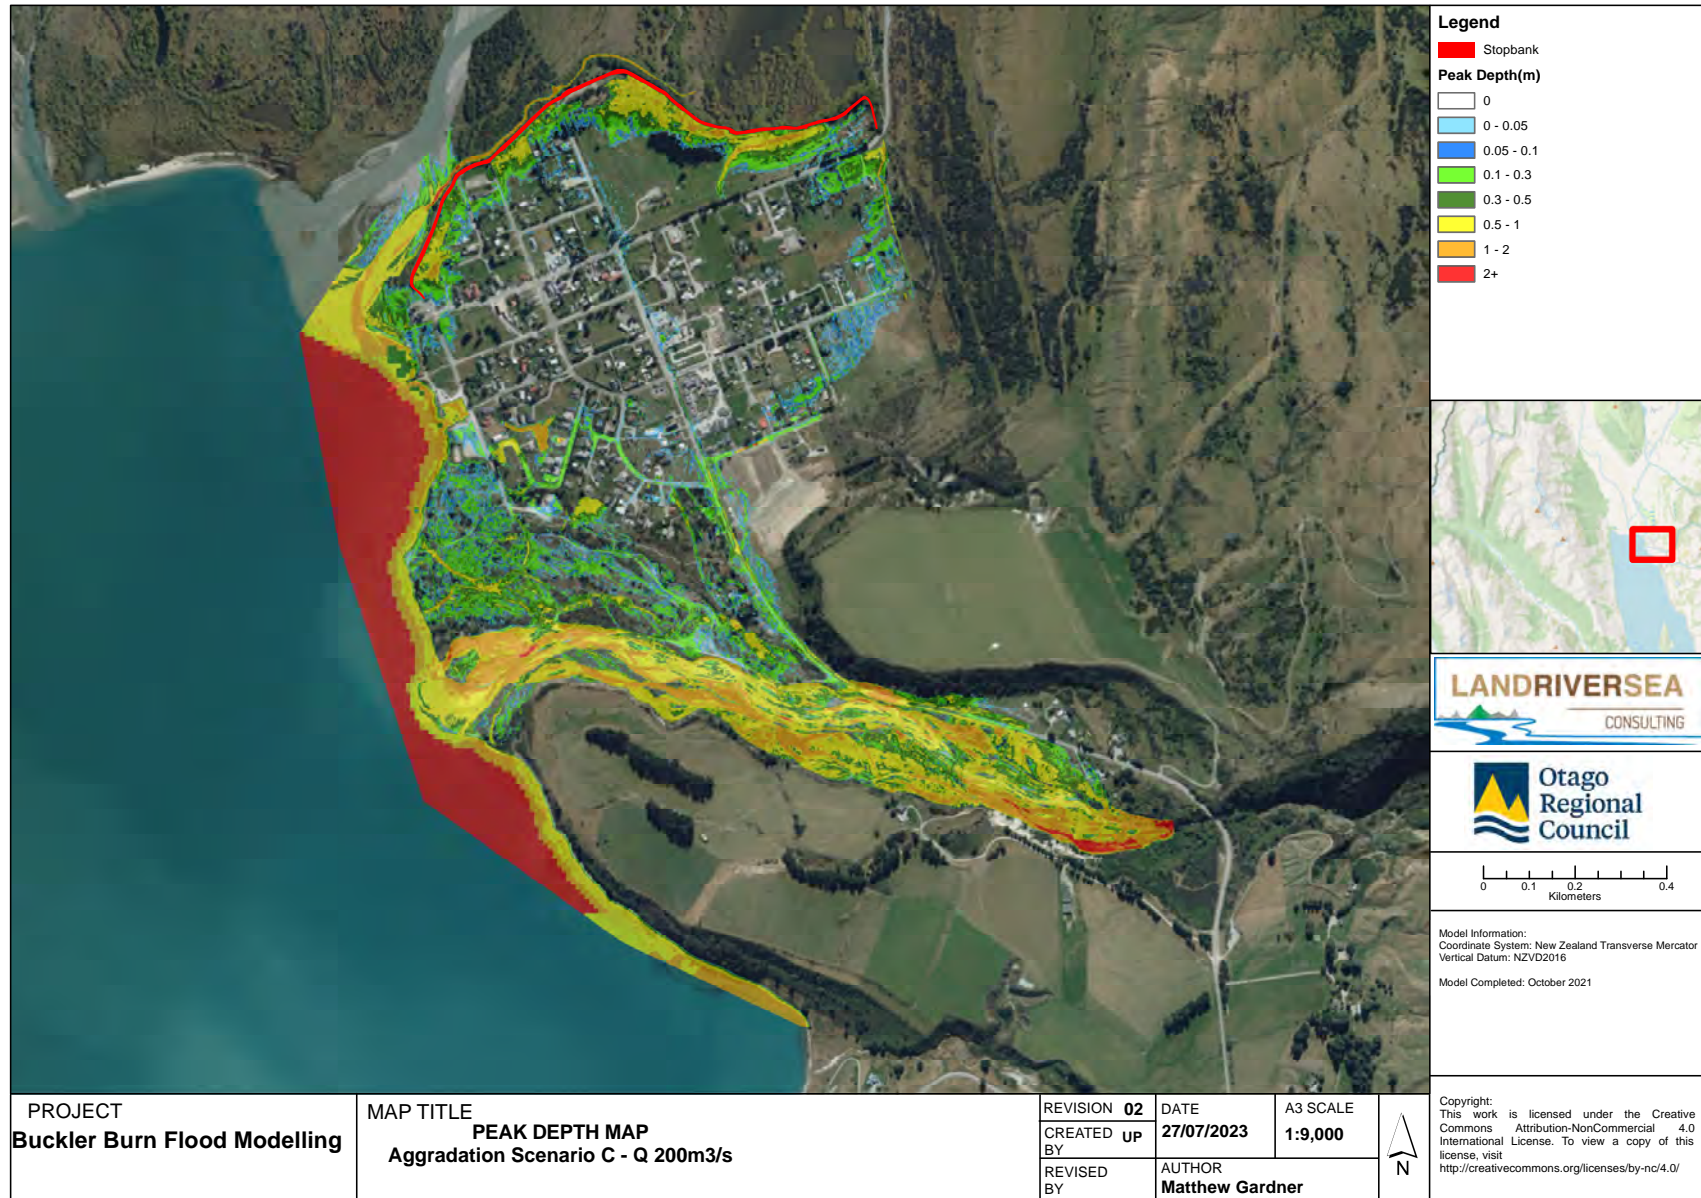 Legend
Stopbank
Peak Depth(m)
0
0 - 0.05
0.05 - 0.1
0.1 - 0.3
0.3 - 0.5
0.5 - 1
1 - 2
2+
LANDRIVERSEA
CONSULTING
Otago
Regional
Council
0 0.1 0.2 0.4
Kilometers
Model Information:
Coordinate System: New Zealand Transverse Mercator
Vertical Datum: NZVD2016
Model Completed: October 2021
Copyright:
This work is licensed under the Creative
Commons Attribution-NonCommercial 4.0
International License. To view a copy of this
license, visit
http://creativecommons.org/licenses/by-nc/4.0/
PROJECT
Buckler Burn Flood Modelling
MAP TITLE
PEAK DEPTH MAP
Aggradation Scenario C - Q 200m3/s
REVISION 02
CREATED BY UP
REVISED BY
DATE
27/07/2023
A3 SCALE
1:9,000
AUTHOR
Matthew Gardner
N